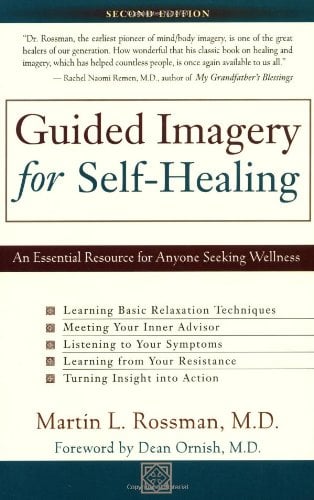 SECOND EDITION
"Dr. Rossman, the earliest pioneer of mind/body imagery, is one of the great
healers of our generation. How wonderful that his classic book on healing and
imagery, which has helped countless people, is once again available to us all."
— Rachel Naomi Remen, M.D., author of My Grandfather's Blessings
Guided Imagery
for Self-Healing
An Essential Resource for Anyone Seeking Wellness
Learning Basic Relaxation Techniques
Meeting Your Inner Advisor
Listening to Your Symptoms
Learning from Your Resistance
Turning Insight into Action
Martin L. Rossman, M.D.
Foreword by Dean Ornish, M.D.
Copyrighted Material